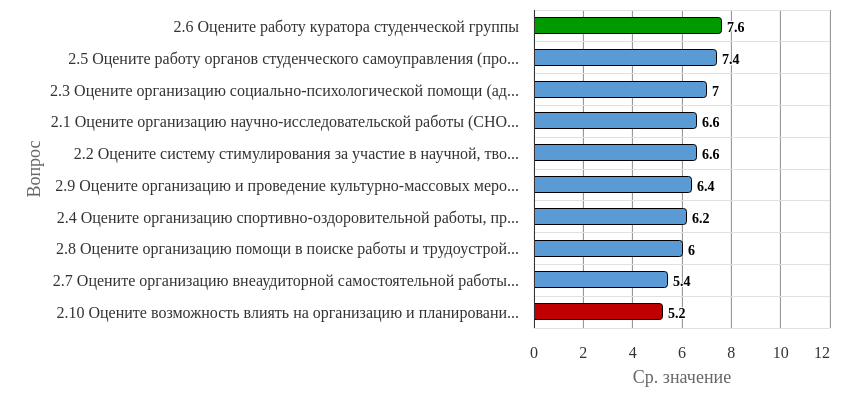 2.6 Оцените работу куратора студенческой группы 7.6
2.5 Оцените работу органов студенческого самоуправления (про... 7.4
2.3 Оцените организацию социально-психологической помощи (ад... 7
2.1 Оцените организацию научно-исследовательской работы (СНО... 6.6
2.2 Оцените систему стимулирования за участие в научной, тво... 6.6
2.9 Оцените организацию и проведение культурно-массовых меро... 6.4
2.4 Оцените организацию спортивно-оздоровительной работы, пр... 6.2
2.8 Оцените организацию помощи в поиске работы и трудоустрой... 6
2.7 Оцените организацию внеаудиторной самостоятельной работы... 5.4
2.10 Оцените возможность влиять на организацию и планировани... 5.2
Вопрос
0 2 4 6 8 10 12
Ср. значение